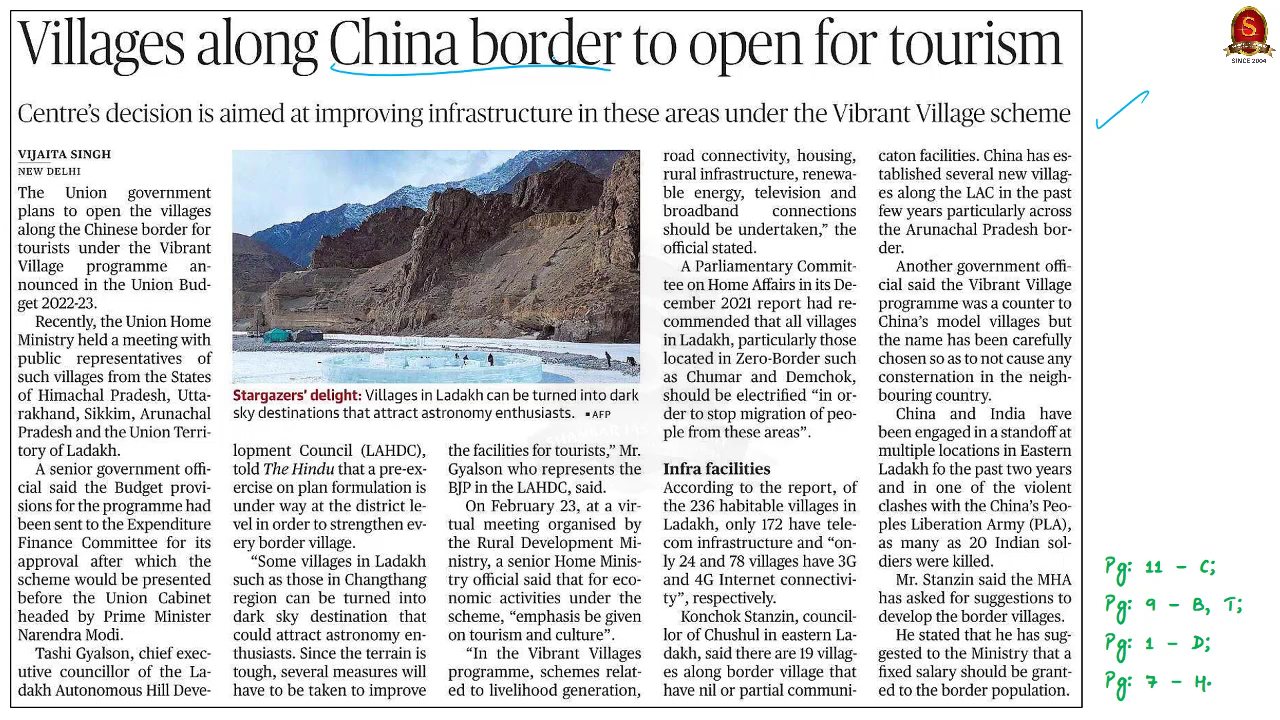 Villages along China border to open for tourism
Centre's decision is aimed at improving infrastructure in these areas under the Vibrant Village scheme
VIJAITA SINGH
NEW DELHI
The Union government
plans to open the villages
along the Chinese border for
tourists under the Vibrant
Village programme an-
nounced in the Union Bud-
get 2022-23.
Recently, the Union Home
Ministry held a meeting with
public representatives of
such villages from the States
of Himachal Pradesh, Utta-
rakhand, Sikkim, Arunachal
Pradesh and the Union Terri-
tory of Ladakh.
A senior government offi-
cial said the Budget provi-
sions for the programme had
been sent to the Expenditure
Finance Committee for its
approval after which the
scheme would be presented
before the Union Cabinet
headed by Prime Minister
Narendra Modi.
Tashi Gyalson, chief exec-
utive councillor of the La-
dakh Autonomous Hill Deve-
Stargazers' delight: Villages in Ladakh can be turned into dark
sky destinations that attract astronomy enthusiasts. ▪AFP
lopment Council (LAHDC),
told The Hindu that a pre-ex-
ercise on plan formulation is
under way at the district le-
vel in order to strengthen ev-
ery border village.
"Some villages in Ladakh
such as those in Changthang
region can be turned into
dark sky destination that
could attract astronomy en-
thusiasts. Since the terrain is
tough, several measures will
have to be taken to improve
the facilities for tourists," Mr.
Gyalson who represents the
BJP in the LAHDC, said.
On February 23, at a vir-
tual meeting organised by
the Rural Development Mi-
nistry, a senior Home Minis-
try official said that for eco-
nomic activities under the
scheme, "emphasis be given
on tourism and culture".
"In the Vibrant Villages
programme, schemes relat-
ed to livelihood generation,
road connectivity, housing,
rural infrastructure, renewa-
ble energy, television and
broadband connections
should be undertaken," the
official stated.
A Parliamentary Commit-
tee on Home Affairs in its De-
cember 2021 report had re-
commended that all villages
in Ladakh, particularly those
located in Zero-Border such
as Chumar and Demchok,
should be electrified "in or-
der to stop migration of peo-
ple from these areas".
Infra facilities
According to the report, of
the 236 habitable villages in
Ladakh, only 172 have tele-
com infrastructure and "on-
ly 24 and 78 villages have 3G
and 4G Internet connectivi-
ty", respectively.
Konchok Stanzin, council-
lor of Chushul in eastern La-
dakh, said there are 19 villag-
es along border village that
have nil or partial communi-
caton facilities. China has es-
tablished several new villag-
es along the LAC in the past
few years particularly across
the Arunachal Pradesh bor-
der.
Another government offi-
cial said the Vibrant Village
programme was a counter to
China's model villages but
the name has been carefully
chosen so as to not cause any
consternation in the neigh-
bouring country.
China and India have
been engaged in a standoff at
multiple locations in Eastern
Ladakh fo the past two years
and in one of the violent
clashes with the China's Peo-
ples Liberation Army (PLA),
as many as 20 Indian sol-
diers were killed.
Mr. Stanzin said the MHA
has asked for suggestions to
develop the border villages.
He stated that he has sug-
gested to the Ministry that a
fixed salary should be grant-
ed to the border population.
S
SINCE 2004
Pg: 11 - C;
Pg: 9 - B, T;
Pg: 1 - D;
Pg: 7 - H.